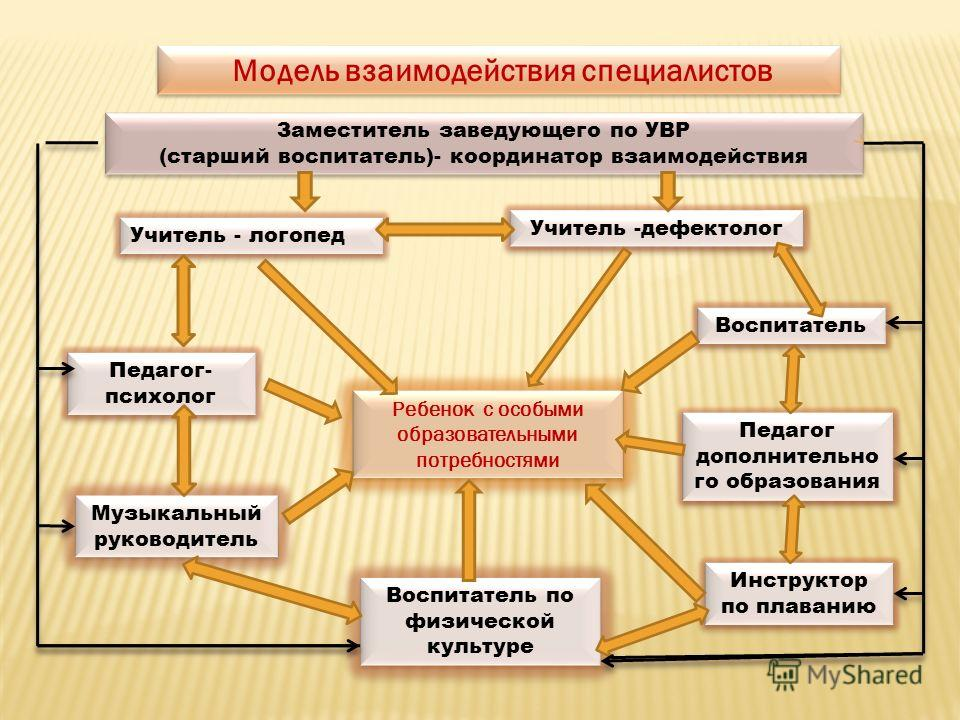 Модель взаимодействия специалистов
Заместитель заведующего по УВР
(старший воспитатель)- координатор взаимодействия
Учитель - логопед
Учитель -дефектолог
Воспитатель
Педагог-
психолог
Ребенок с особыми
образовательными
потребностями
Педагог
дополнительно
го образования
Музыкальный
руководитель
Воспитатель по
физической
культуре
Инструктор
по плаванию
MyShared